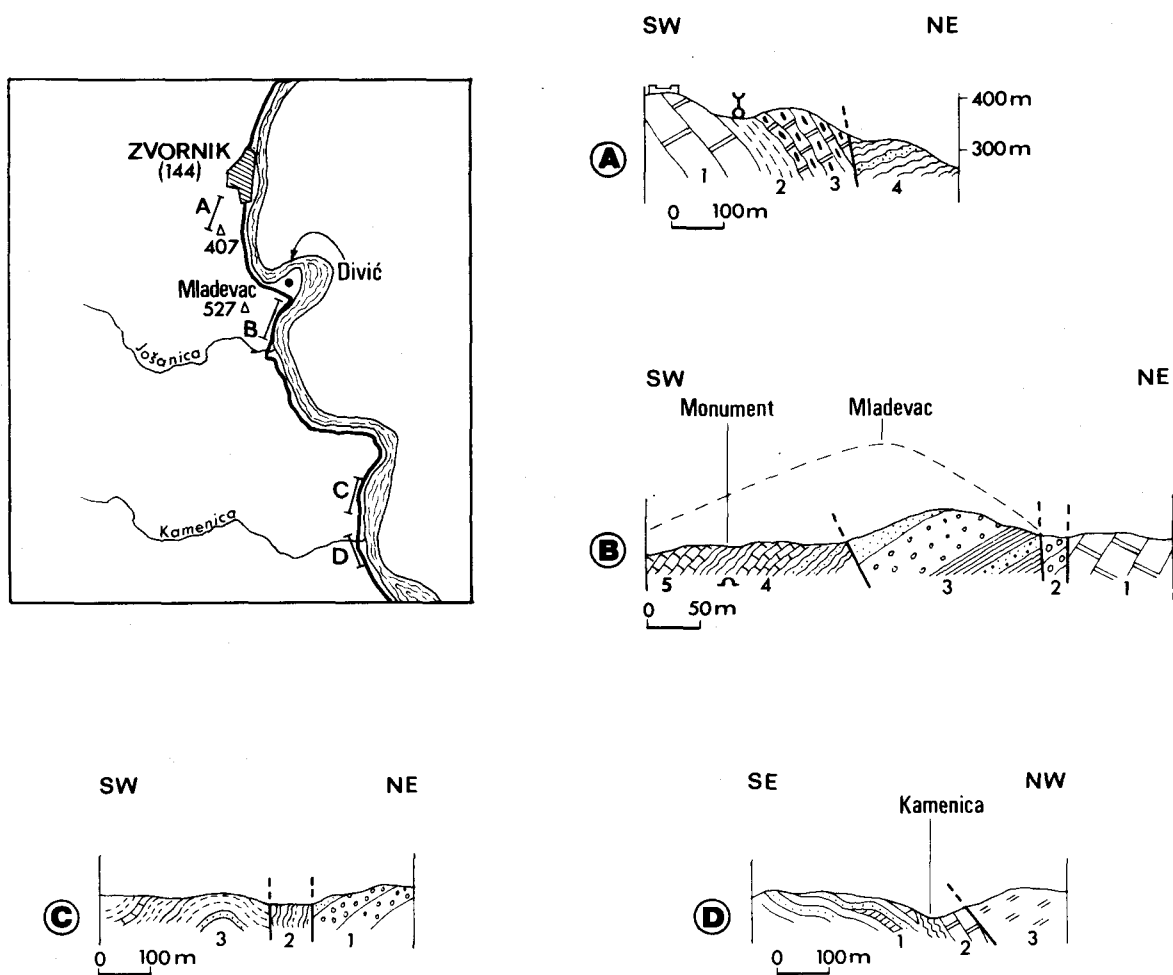 ZVORNIK
(144)
A
407
Divić
Mladevac
527
B
Jošanica
C
Kamenica
D
SW NE
400m
300m
A
1 2 3 4
0 100m
SW NE
Monument Mladevac
B
5 4 3 2 1
0 50m
SW NE
C
3 2 1
0 100m
SE NW
Kamenica
D
1 2 3
0 100m